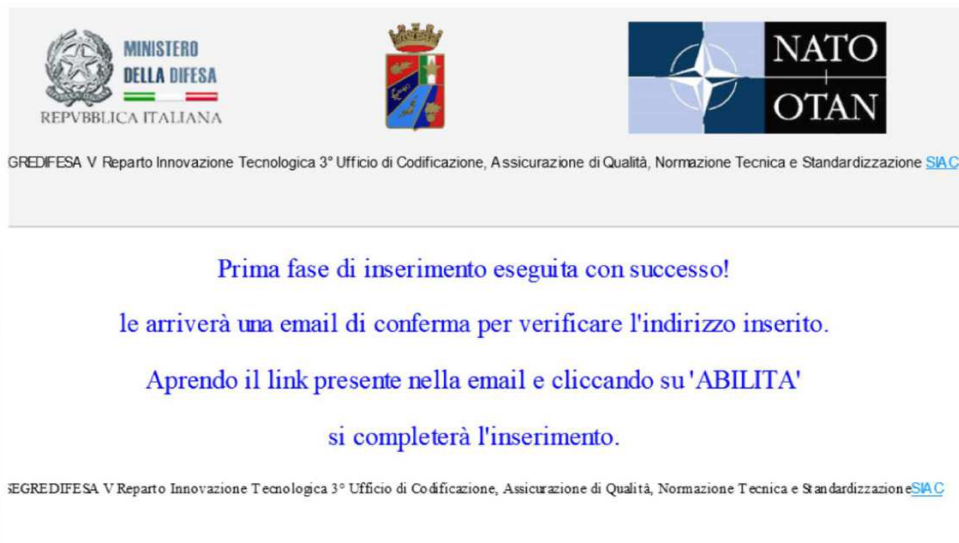 MINISTERO
DELLA DIFESA
REPVBBLICA ITALIANA
NATO
OTAN
GREDIFESA V Reparto Innovazione Tecnologica 3° Ufficio di Codificazione, Assicurazione di Qualità, Normazione Tecnica e Standardizzazione SIAC
Prima fase di inserimento eseguita con successo!
le arriverà una email di conferma per verificare l'indirizzo inserito.
Aprendo il link presente nella email e cliccando su 'ABILITA'
si completerà l'inserimento.
SEGREDIFESA V Reparto Innovazione Tecnologica 3° Ufficio di Codificazione, Assicurazione di Qualità, Normazione Tecnica e StandardizzazioneSIAC